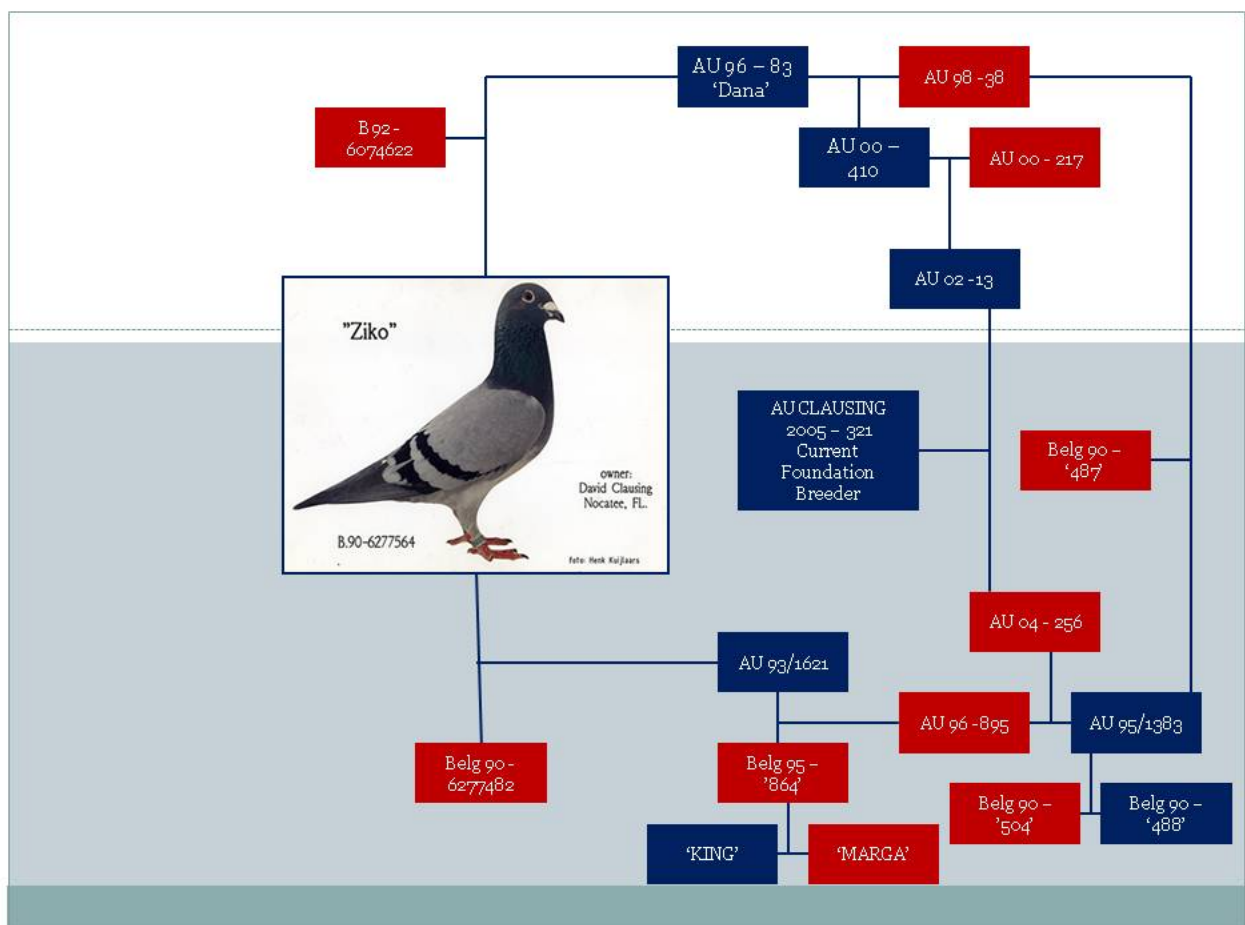 AU 96 – 83
'Dana'
AU 98 -38
B 92 -
6074622
AU 00 –
410
AU 00 - 217
AU 02 -13
"Ziko"
owner:
David Clausing
Nocatee, FL.
B.90-6277564
foto: Henk Kuijlaars
AU CLAUSING
2005 – 321
Current
Foundation
Breeder
Belg 90 –
‘487’
AU 04 - 256
AU 93/1621
AU 96 -895
AU 95/1383
Belg 90 -
6277482
Belg 95 –
’864’
Belg 90 –
’504’
Belg 90 –
‘488’
‘KING’
‘MARGA’